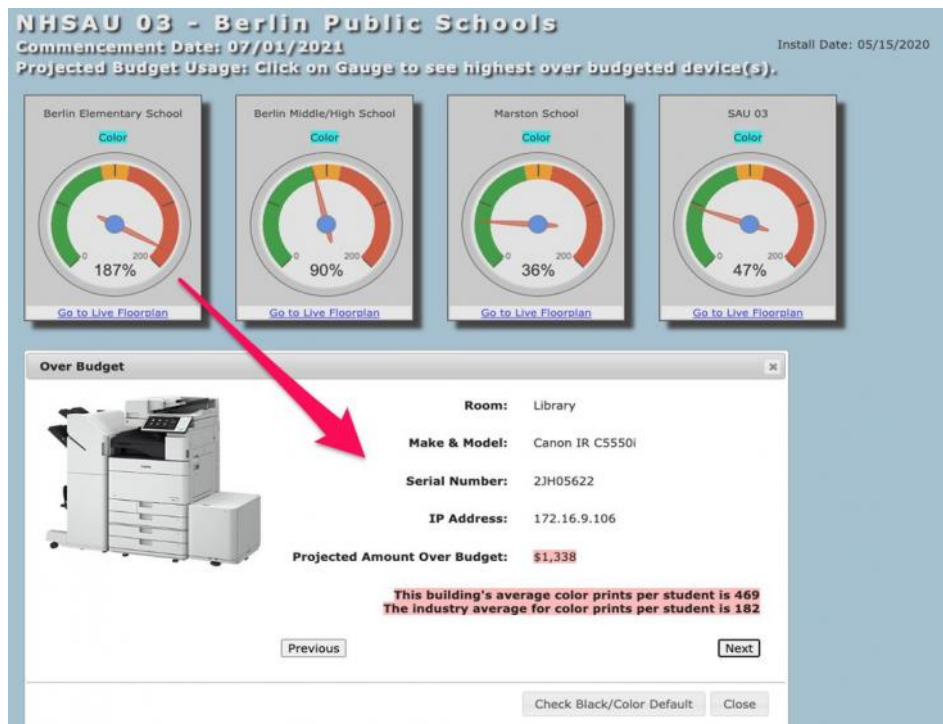 NHSAU 03 - Berlin Public Schools
Commencement Date: 07/01/2021
Install Date: 05/15/2020
Projected Budget Usage: Click on Gauge to see highest over budgeted device(s).
Berlin Elementary School
Color
0 200
187%
Go to Live Floorplan
Berlin Middle/High School
Color
0 200
90%
Go to Live Floorplan
Marston School
Color
0 200
36%
Go to Live Floorplan
SAU 03
Color
0 200
47%
Go to Live Floorplan
Over Budget
Room: Library
Make & Model: Canon IR C5550i
Serial Number: 2JH05622
IP Address: 172.16.9.106
Projected Amount Over Budget: $1,338
This building's average color prints per student is 469
The industry average for color prints per student is 182
Previous Next
Check Black/Color Default Close